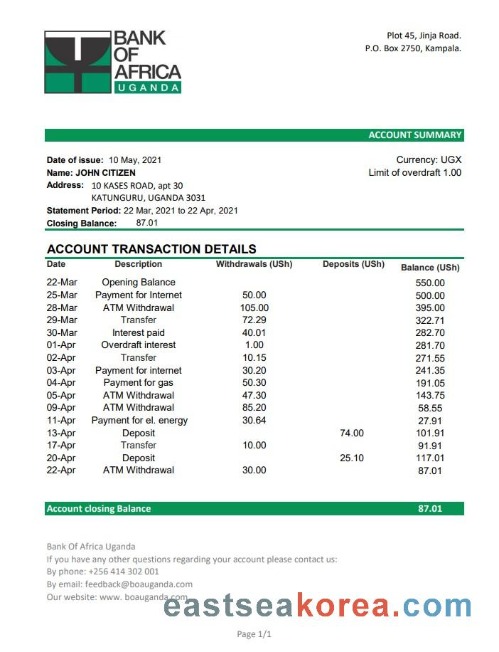 BANK
OF
AFRICA
UGANDA
Plot 45, Jinja Road.
P.O. Box 2750, Kampala.
ACCOUNT SUMMARY
Date of issue: 10 May, 2021
Currency: UGX
Name: JOHN CITIZEN
Limit of overdraft 1.00
Address: 10 KASES ROAD, apt 30
KATUNGURU, UGANDA 3031
Statement Period: 22 Mar, 2021 to 22 Apr, 2021
Closing Balance: 87.01
ACCOUNT TRANSACTION DETAILS
Date Description Withdrawals (USh) Deposits (USh) Balance (USh)
22-Mar Opening Balance 550.00
25-Mar Payment for Internet 50.00 500.00
28-Mar ATM Withdrawal 105.00 395.00
29-Mar Transfer 72.29 322.71
30-Mar Interest paid 40.01 282.70
01-Apr Overdraft interest 1.00 281.70
02-Apr Transfer 10.15 271.55
03-Apr Payment for internet 30.20 241.35
04-Apr Payment for gas 50.30 191.05
05-Apr ATM Withdrawal 47.30 143.75
09-Apr ATM Withdrawal 85.20 58.55
11-Apr Payment for el. energy 30.64 27.91
13-Apr Deposit 74.00 101.91
17-Apr Transfer 10.00 91.91
20-Apr Deposit 25.10 117.01
22-Apr ATM Withdrawal 30.00 87.01
Account closing Balance 87.01
Bank Of Africa Uganda
If you have any other questions regarding your account please contact us:
By phone: +256 414 302 001
By email: feedback@boauganda.com
Our website: www. boauganda.com
eastseakorea.com
Page 1/1